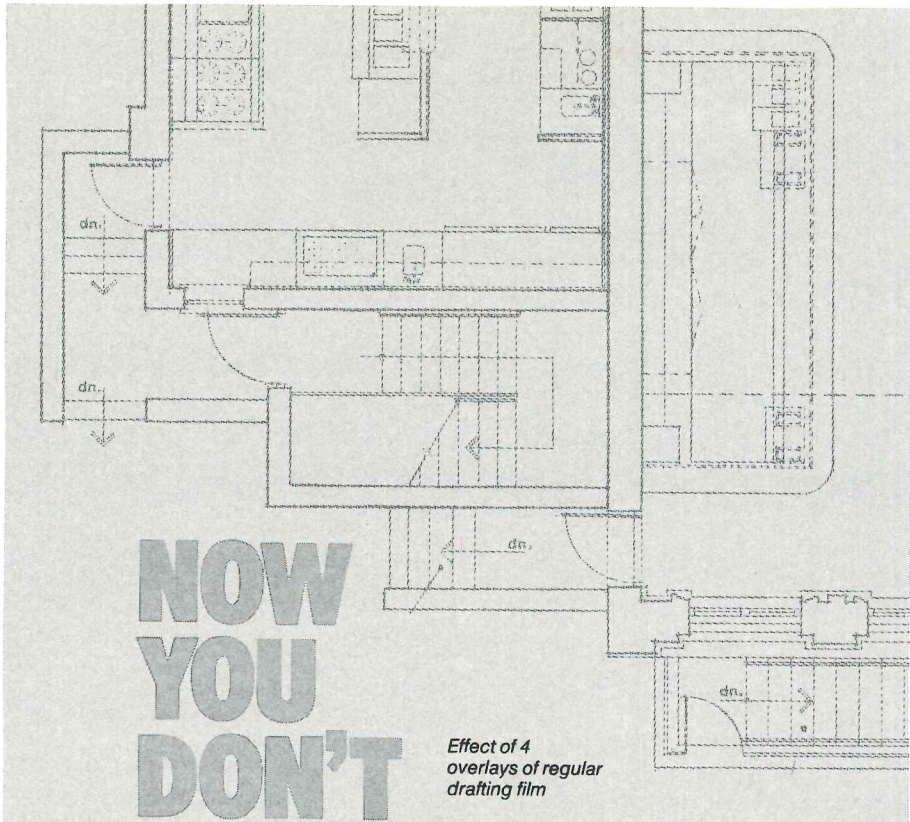 dn.
dn.
dn.
dn.
NOW
YOU
DON'T
Effect of 4
overlays of regular
drafting film